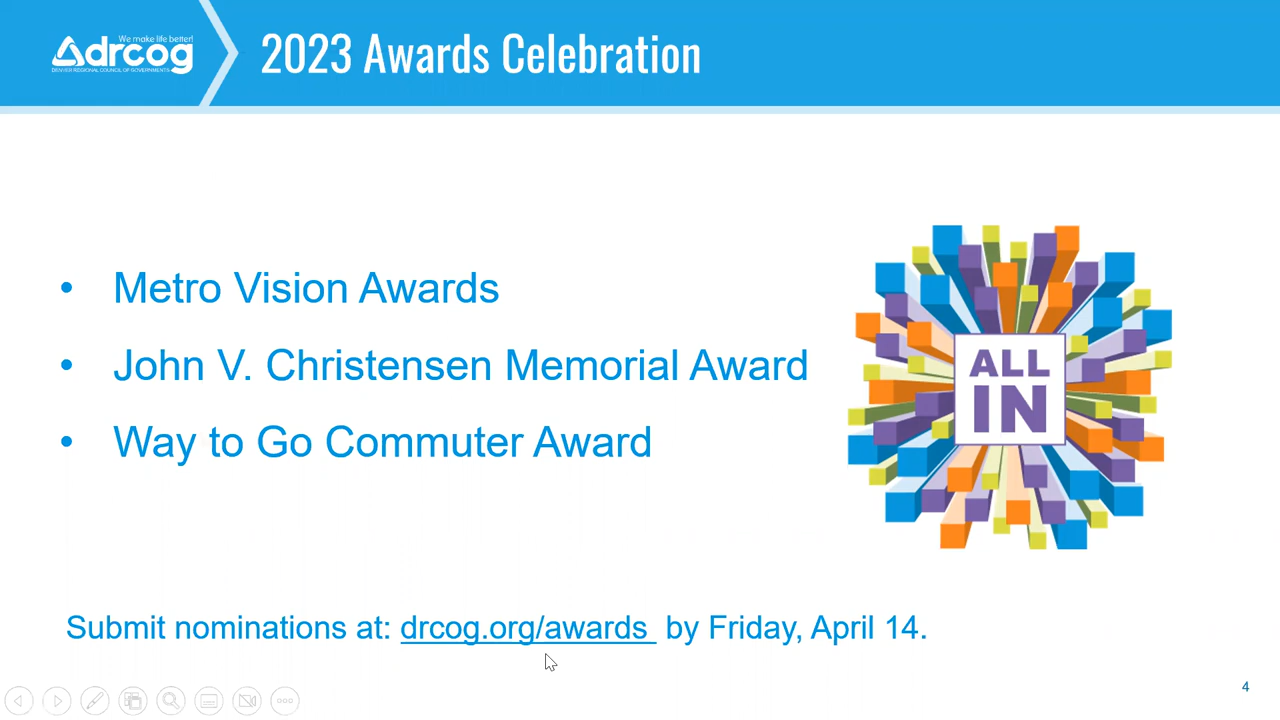 We make life better!
drcog
DENVER REGIONAL COUNCIL OF GOVERNMENTS
2023 Awards Celebration
• Metro Vision Awards
• John V. Christensen Memorial Award
• Way to Go Commuter Award
ALL
IN
Submit nominations at: drcog.org/awards by Friday, April 14.
4